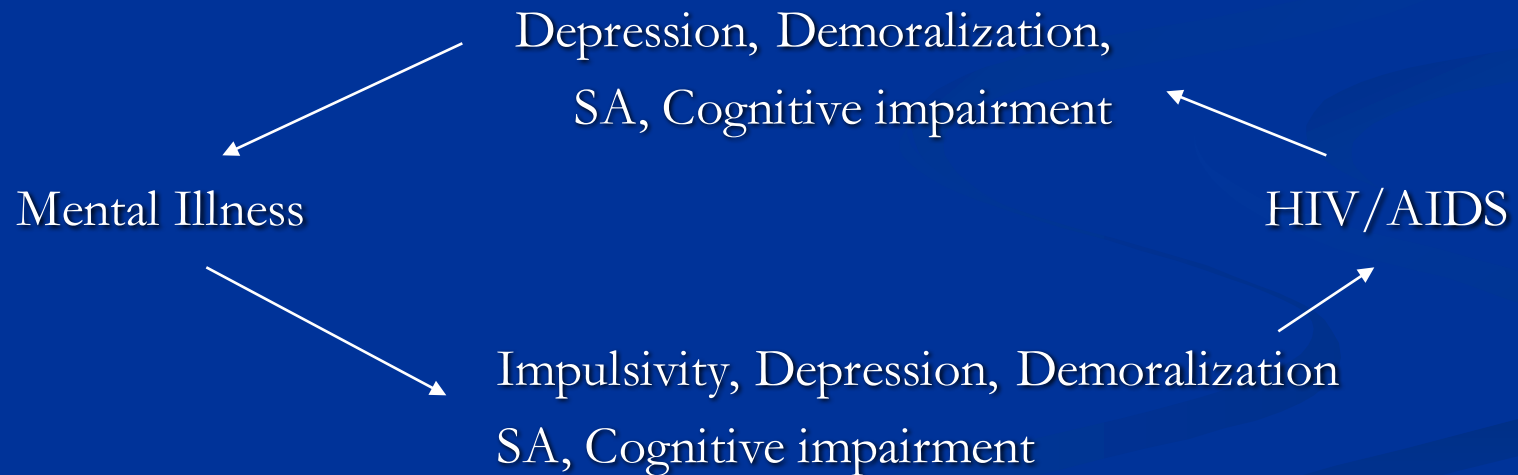 Depression, Demoralization,
SA, Cognitive impairment
Mental Illness
HIV/AIDS
Impulsivity, Depression, Demoralization
SA, Cognitive impairment